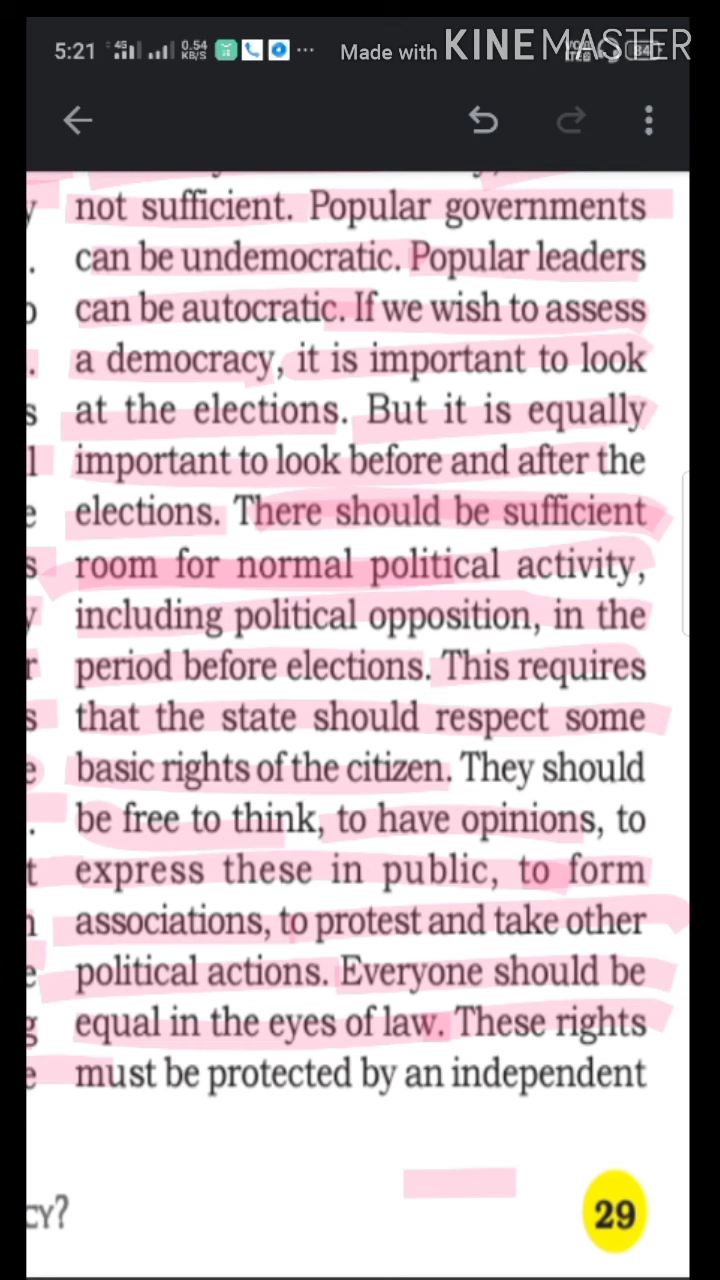 5:21 4G 0.54 KB/S ... Made with KINEMASTER 84
not sufficient. Popular governments
. can be undemocratic. Popular leaders
can be autocratic. If we wish to assess
. a democracy, it is important to look
s at the elections. But it is equally
l important to look before and after the
e elections. There should be sufficient
s room for normal political activity,
y including political opposition, in the
r period before elections. This requires
s that the state should respect some
e basic rights of the citizen. They should
. be free to think, to have opinions, to
t express these in public, to form
associations, to protest and take other
e political actions. Everyone should be
g equal in the eyes of law. These rights
e must be protected by an independent
CY? 29